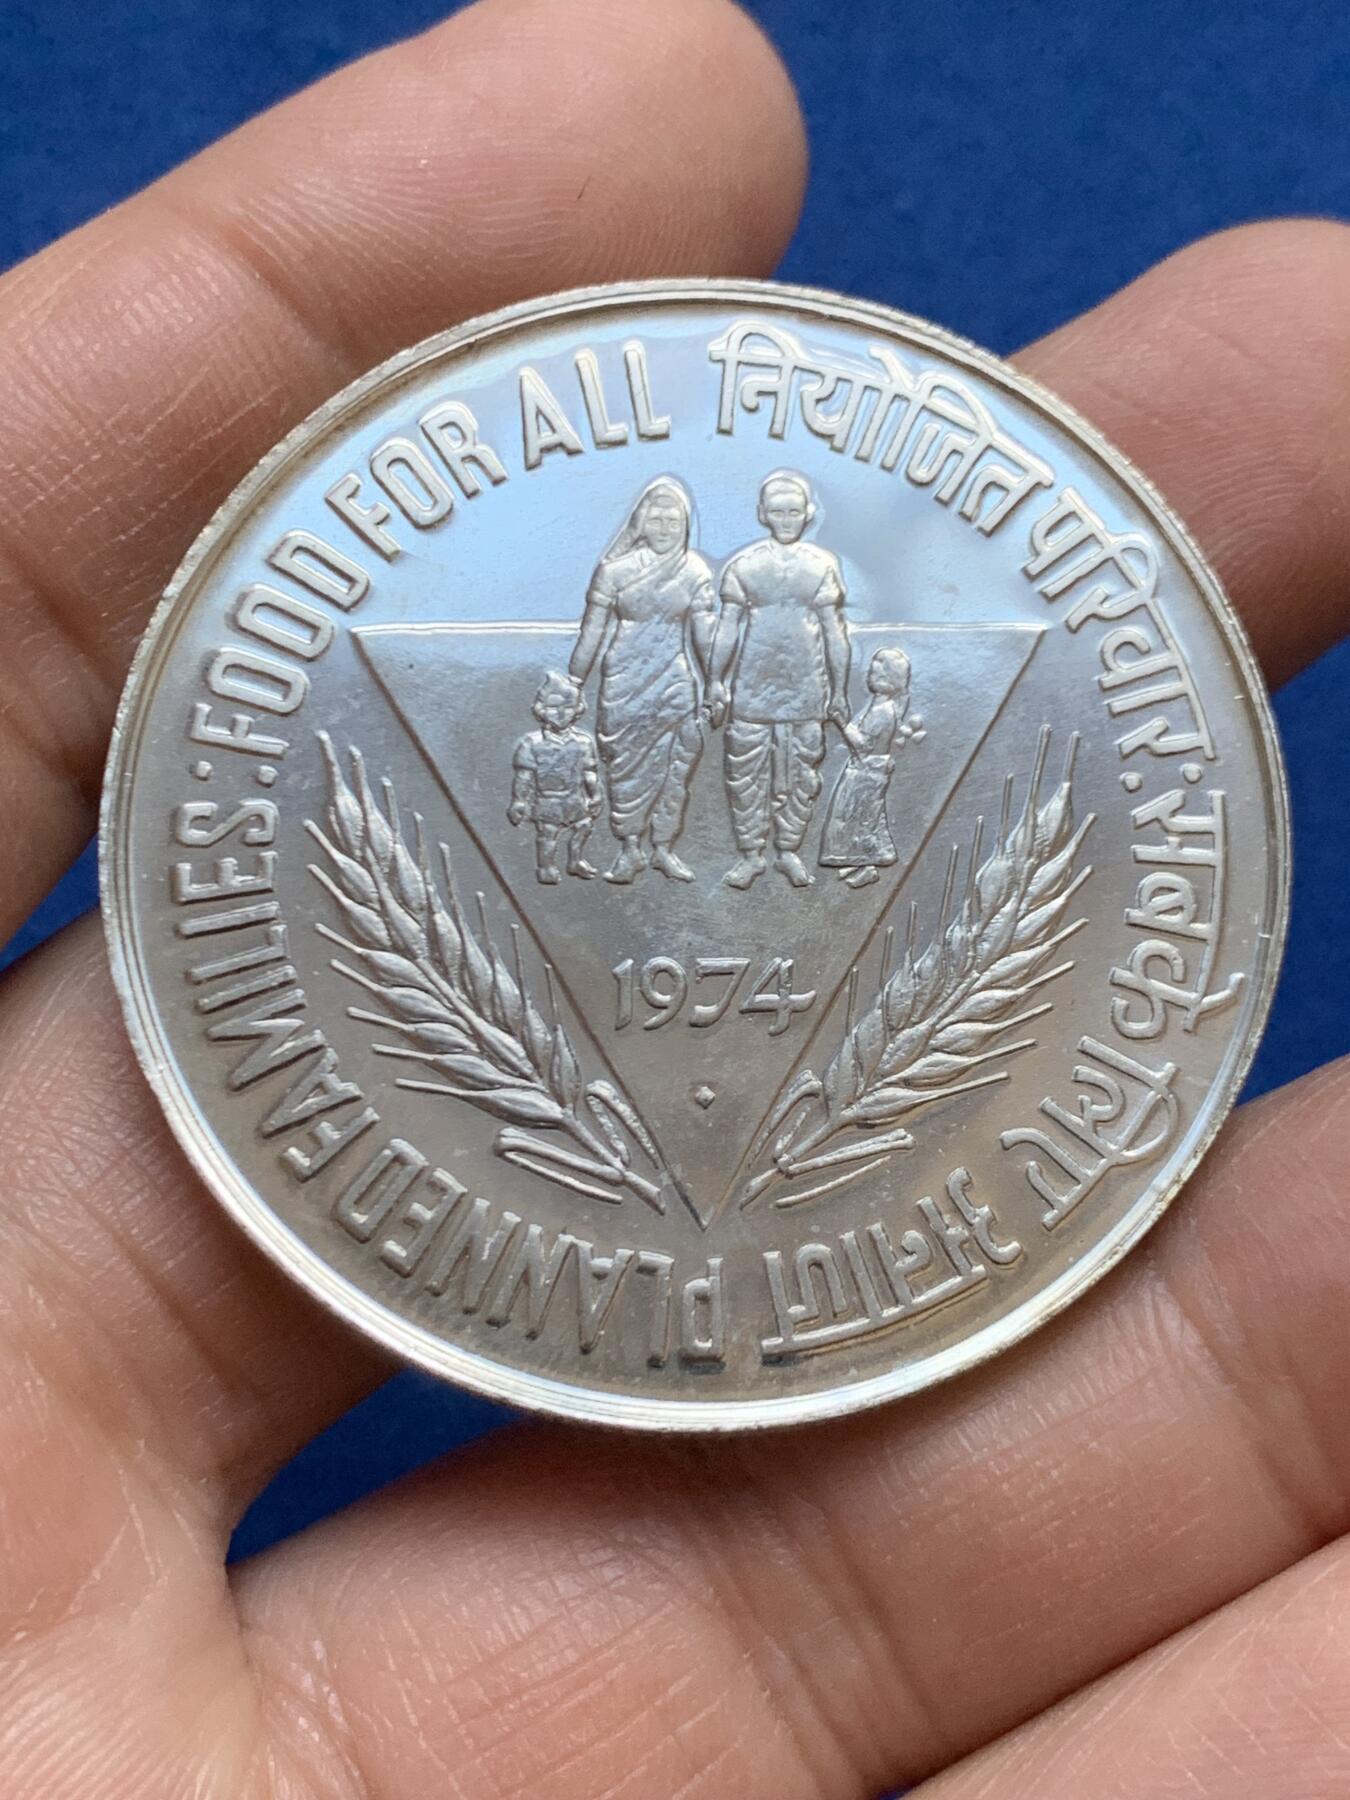 PLANNED FAMILIES: FOOD FOR ALL
नियोजित परिवार: सबके लिए अनाज
1974